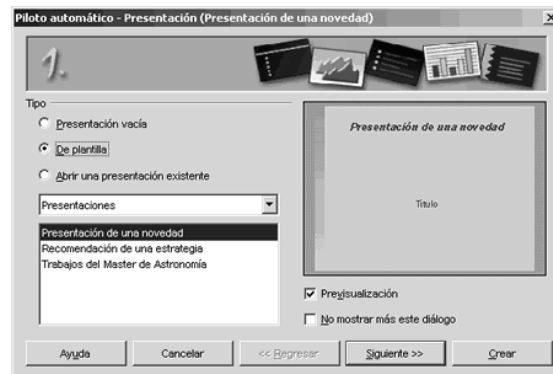 Piloto automático - Presentación (Presentación de una novedad)
1.
Tipo
Presentación vacía
De plantilla
Abrir una presentación existente
Presentaciones
Presentación de una novedad
Recomendación de una estrategia
Trabajos del Master de Astronomía
Presentación de una novedad
Título
Previsualización
No mostrar más este diálogo
Ayuda
Cancelar
<< Regresar
Siguiente >>
Crear